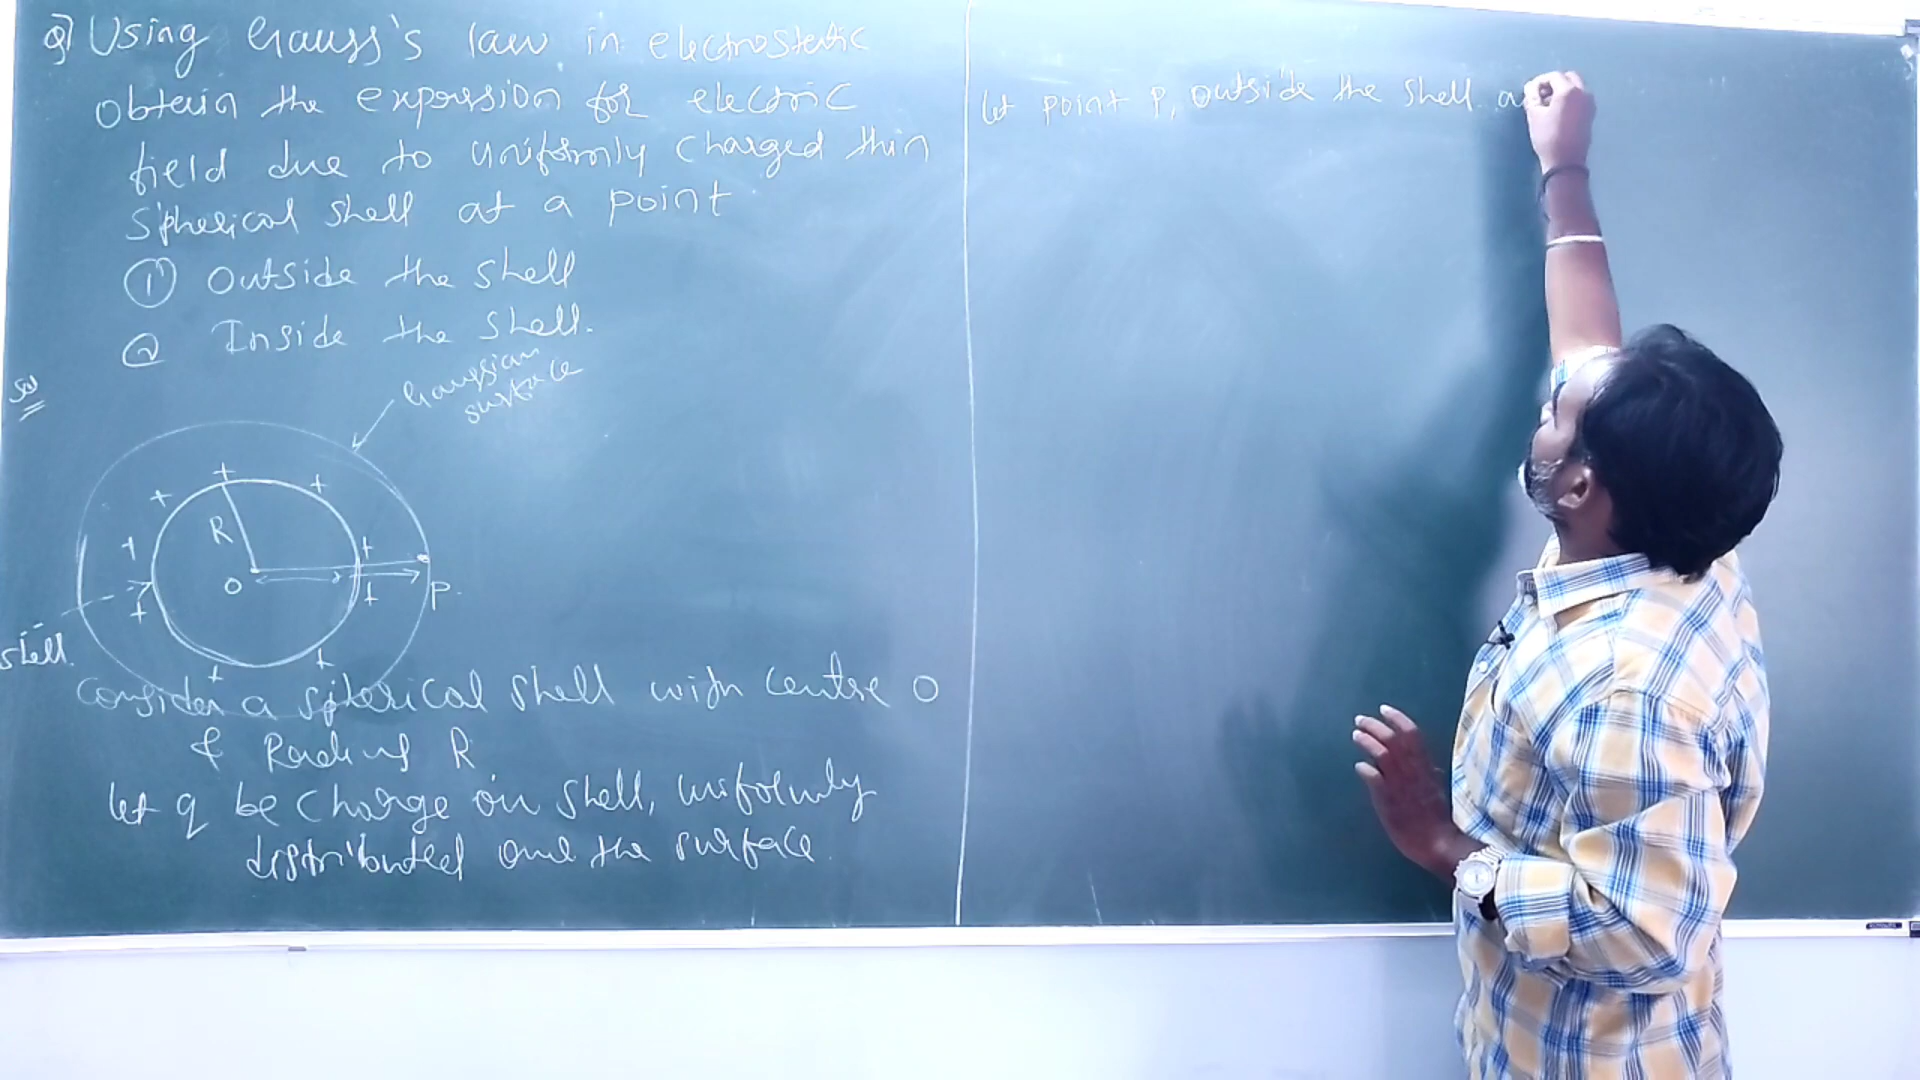 Q] Using Gauss's law in electrostatic
obtain the expression for electric
field due to uniformly charged thin
spherical shell at a point
① Outside the shell
② Inside the shell.
Sol
Gaussian
surface
+ + +
R
+ +
O
+ + P.
shell.
+ +
Consider a spherical shell with centre O
& Radius R
let q be charge on shell, uniformly
distributed over the surface.
let point P, outside the shell a